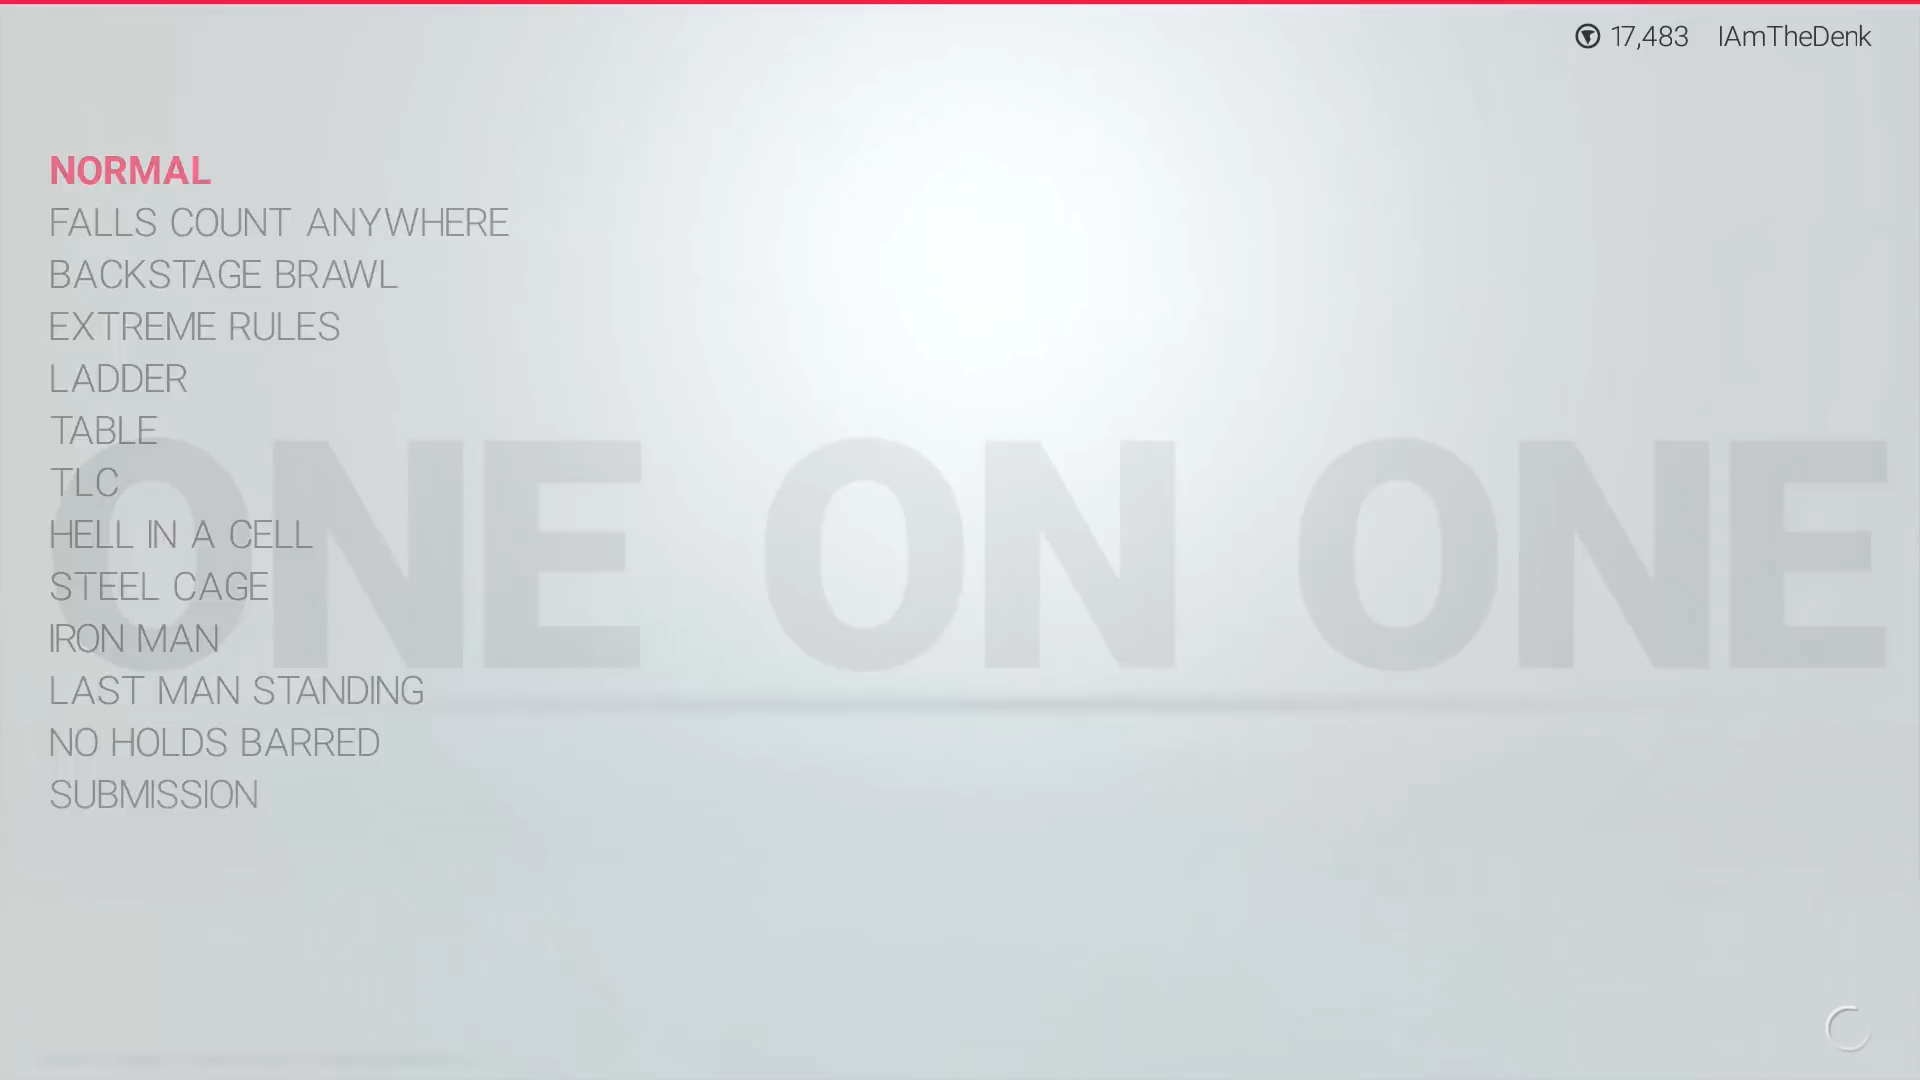 17,483 IAmTheDenk
NORMAL
FALLS COUNT ANYWHERE
BACKSTAGE BRAWL
EXTREME RULES
LADDER
TABLE
TLC
HELL IN A CELL
STEEL CAGE
IRON MAN
LAST MAN STANDING
NO HOLDS BARRED
SUBMISSION
ONE ON ONE